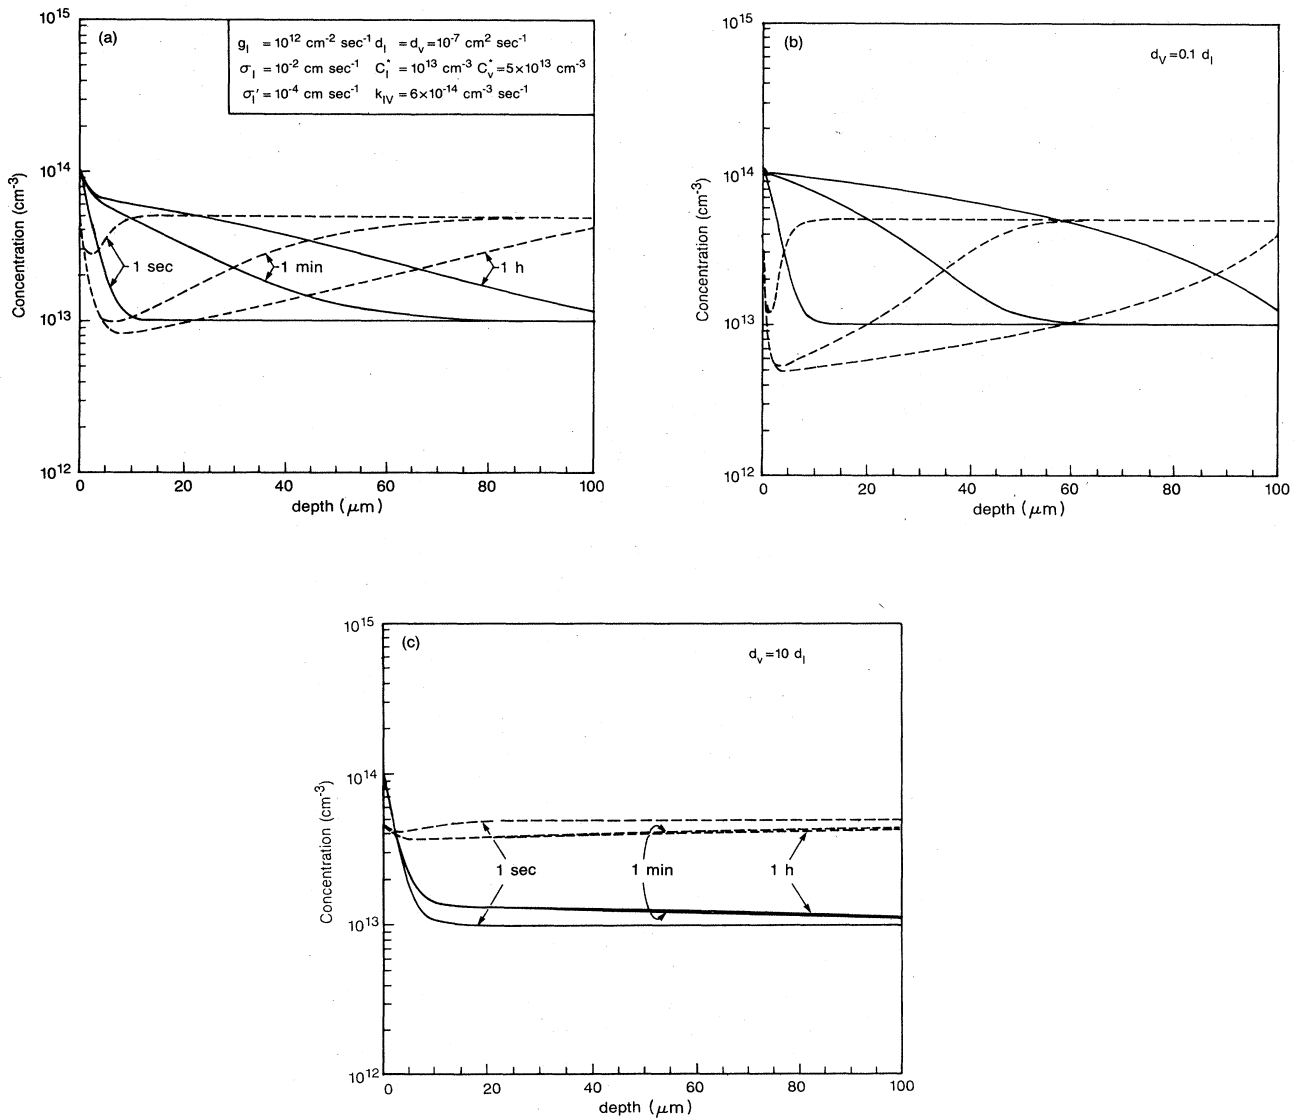 (a)
g_I = 10^12 cm^-2 sec^-1 d_I = d_v = 10^-7 cm^2 sec^-1
σ_I = 10^-2 cm sec^-1 C_I^* = 10^13 cm^-3 C_v^* = 5×10^13 cm^-3
σ_I' = 10^-4 cm sec^-1 k_IV = 6×10^-14 cm^-3 sec^-1
10^15
10^14
10^13
10^12
Concentration (cm^-3)
1 sec
1 min
1 h
0 20 40 60 80 100
depth (μm)
(b)
d_V = 0.1 d_I
10^15
10^14
10^13
10^12
Concentration (cm^-3)
0 20 40 60 80 100
depth (μm)
(c)
d_v = 10 d_I
10^15
10^14
10^13
10^12
Concentration (cm^-3)
1 sec
1 min
1 h
0 20 40 60 80 100
depth (μm)